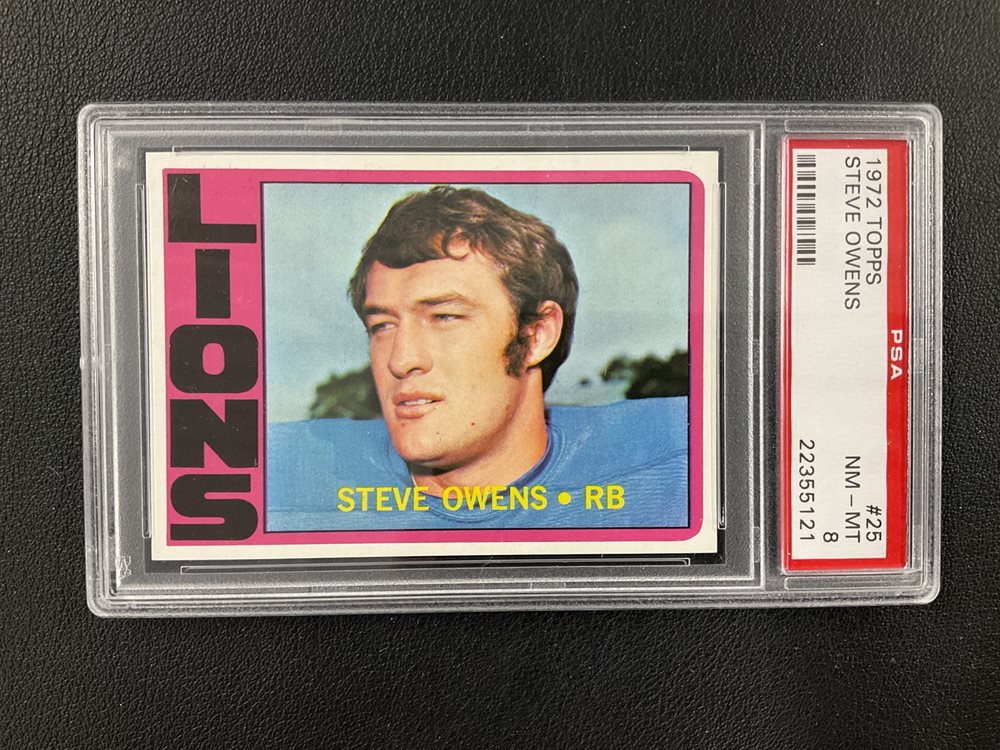 LIONS
STEVE OWENS • RB
1972 TOPPS
STEVE OWENS
PSA
#25
NM – MT
8
22355121